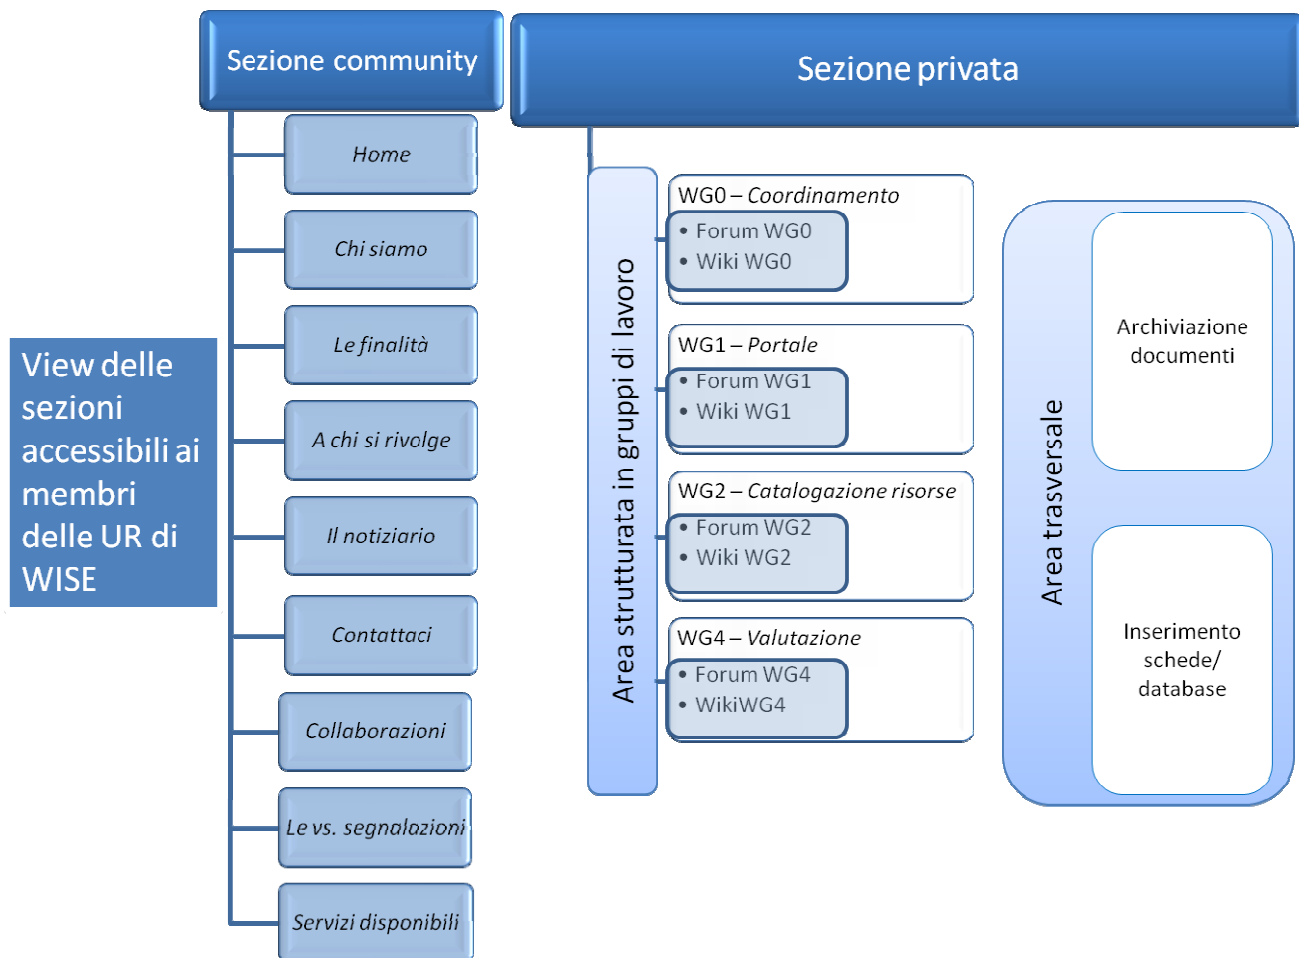 Sezione community
Sezione privata
View delle
sezioni
accessibili ai
membri
delle UR di
WISE
Home
Chi siamo
Le finalità
A chi si rivolge
Il notiziario
Contattaci
Collaborazioni
Le vs. segnalazioni
Servizi disponibili
Area strutturata in gruppi di lavoro
WG0 – Coordinamento
• Forum WG0
• Wiki WG0
WG1 – Portale
• Forum WG1
• Wiki WG1
WG2 – Catalogazione risorse
• Forum WG2
• Wiki WG2
WG4 – Valutazione
• Forum WG4
• WikiWG4
Area trasversale
Archiviazione
documenti
Inserimento
schede/
database